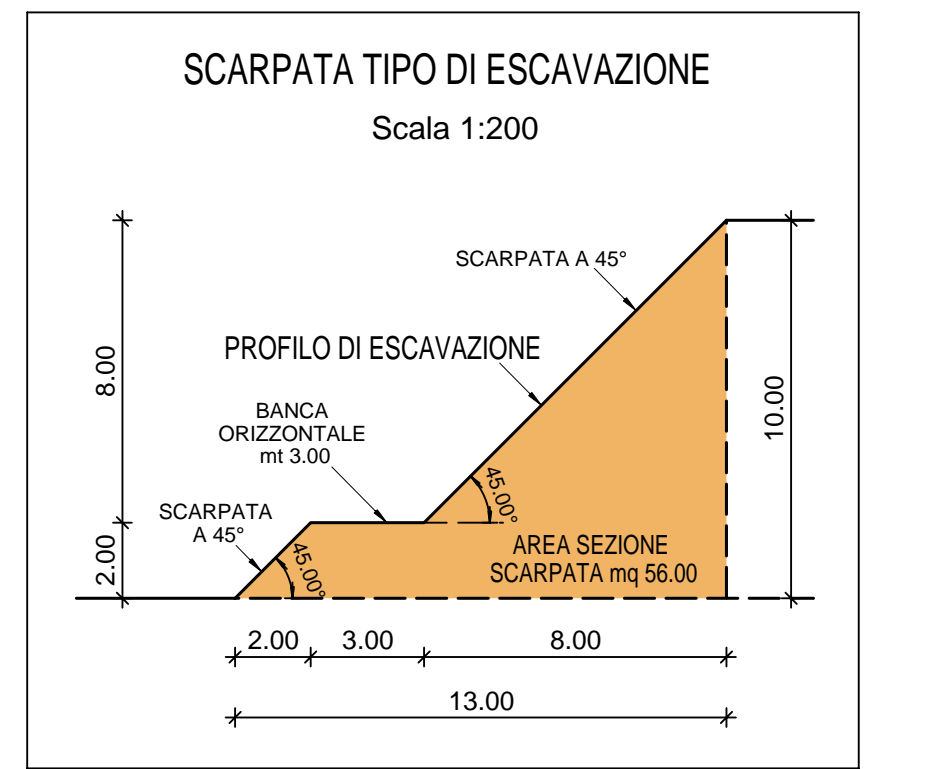 SCARPATA TIPO DI ESCAVAZIONE
Scala 1:200
SCARPATA A 45°
PROFILO DI ESCAVAZIONE
8.00
10.00
BANCA
ORIZZONTALE
mt 3.00
45.00°
SCARPATA
A 45°
45.00°
2.00
AREA SEZIONE
SCARPATA mq 56.00
2.00
3.00
8.00
13.00